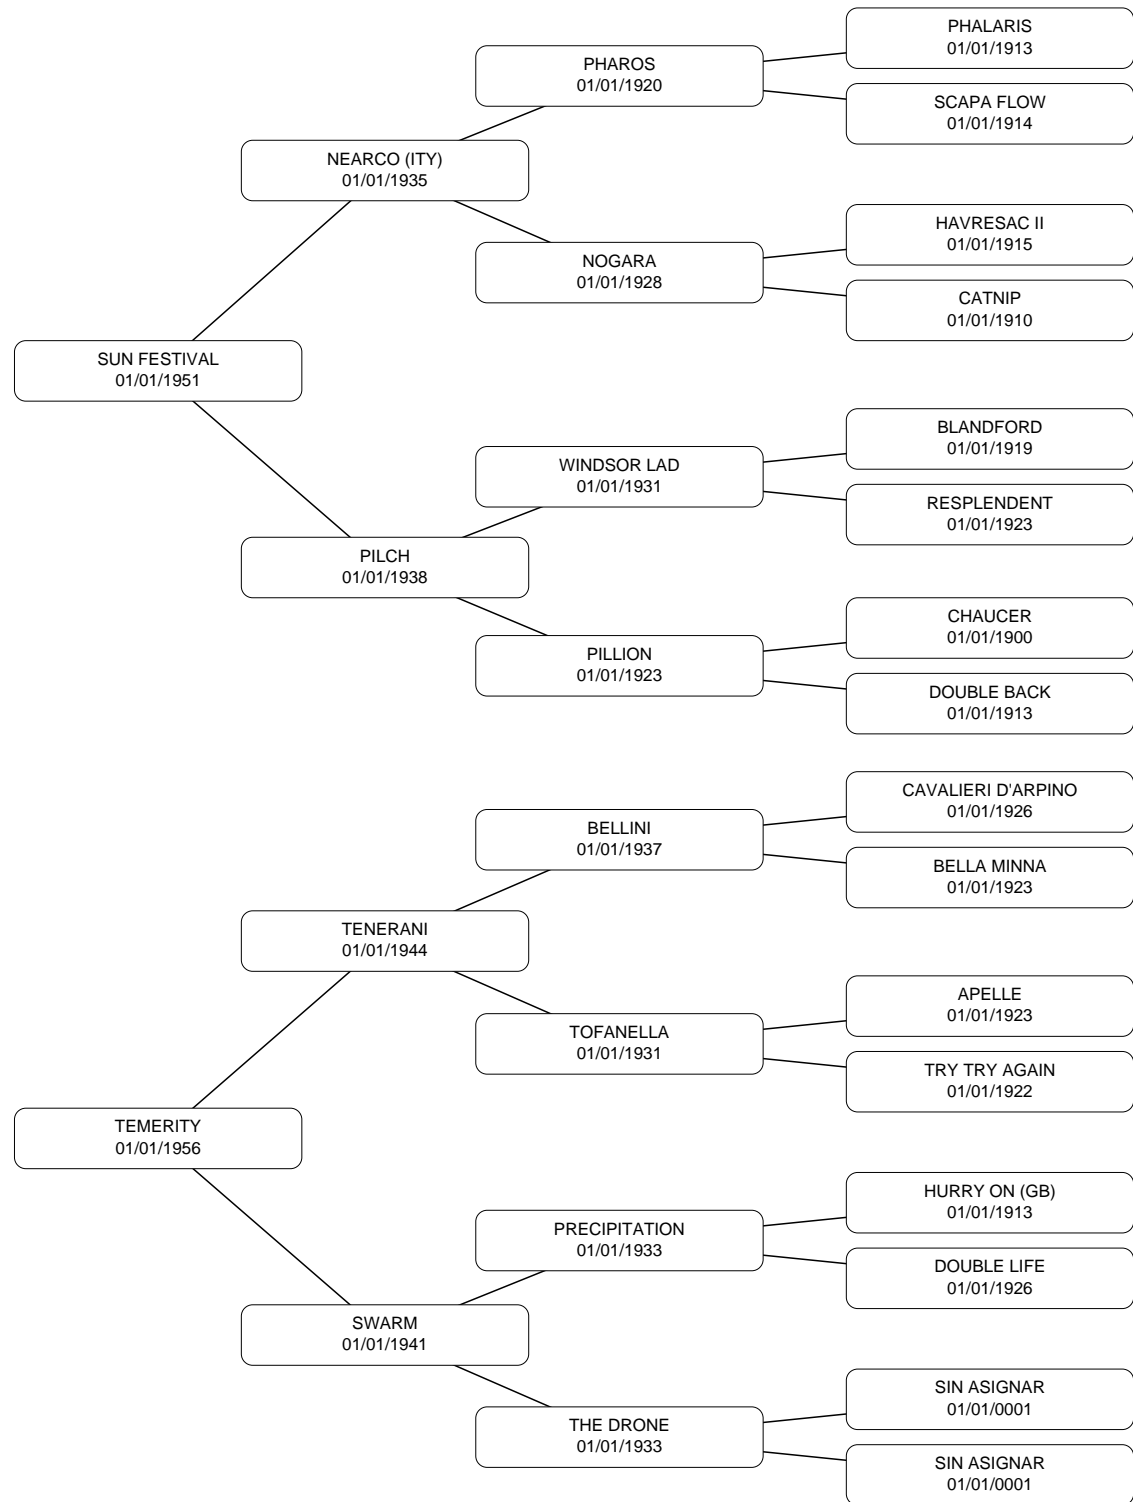 PHALARIS
01/01/1913
PHAROS
01/01/1920
SCAPA FLOW
01/01/1914
NEARCO (ITY)
01/01/1935
HAVRESAC II
01/01/1915
NOGARA
01/01/1928
CATNIP
01/01/1910
SUN FESTIVAL
01/01/1951
BLANDFORD
01/01/1919
WINDSOR LAD
01/01/1931
RESPLENDENT
01/01/1923
PILCH
01/01/1938
CHAUCER
01/01/1900
PILLION
01/01/1923
DOUBLE BACK
01/01/1913
CAVALIERI D'ARPINO
01/01/1926
BELLINI
01/01/1937
BELLA MINNA
01/01/1923
TENERANI
01/01/1944
APELLE
01/01/1923
TOFANELLA
01/01/1931
TRY TRY AGAIN
01/01/1922
TEMERITY
01/01/1956
HURRY ON (GB)
01/01/1913
PRECIPITATION
01/01/1933
DOUBLE LIFE
01/01/1926
SWARM
01/01/1941
SIN ASIGNAR
01/01/0001
THE DRONE
01/01/1933
SIN ASIGNAR
01/01/0001